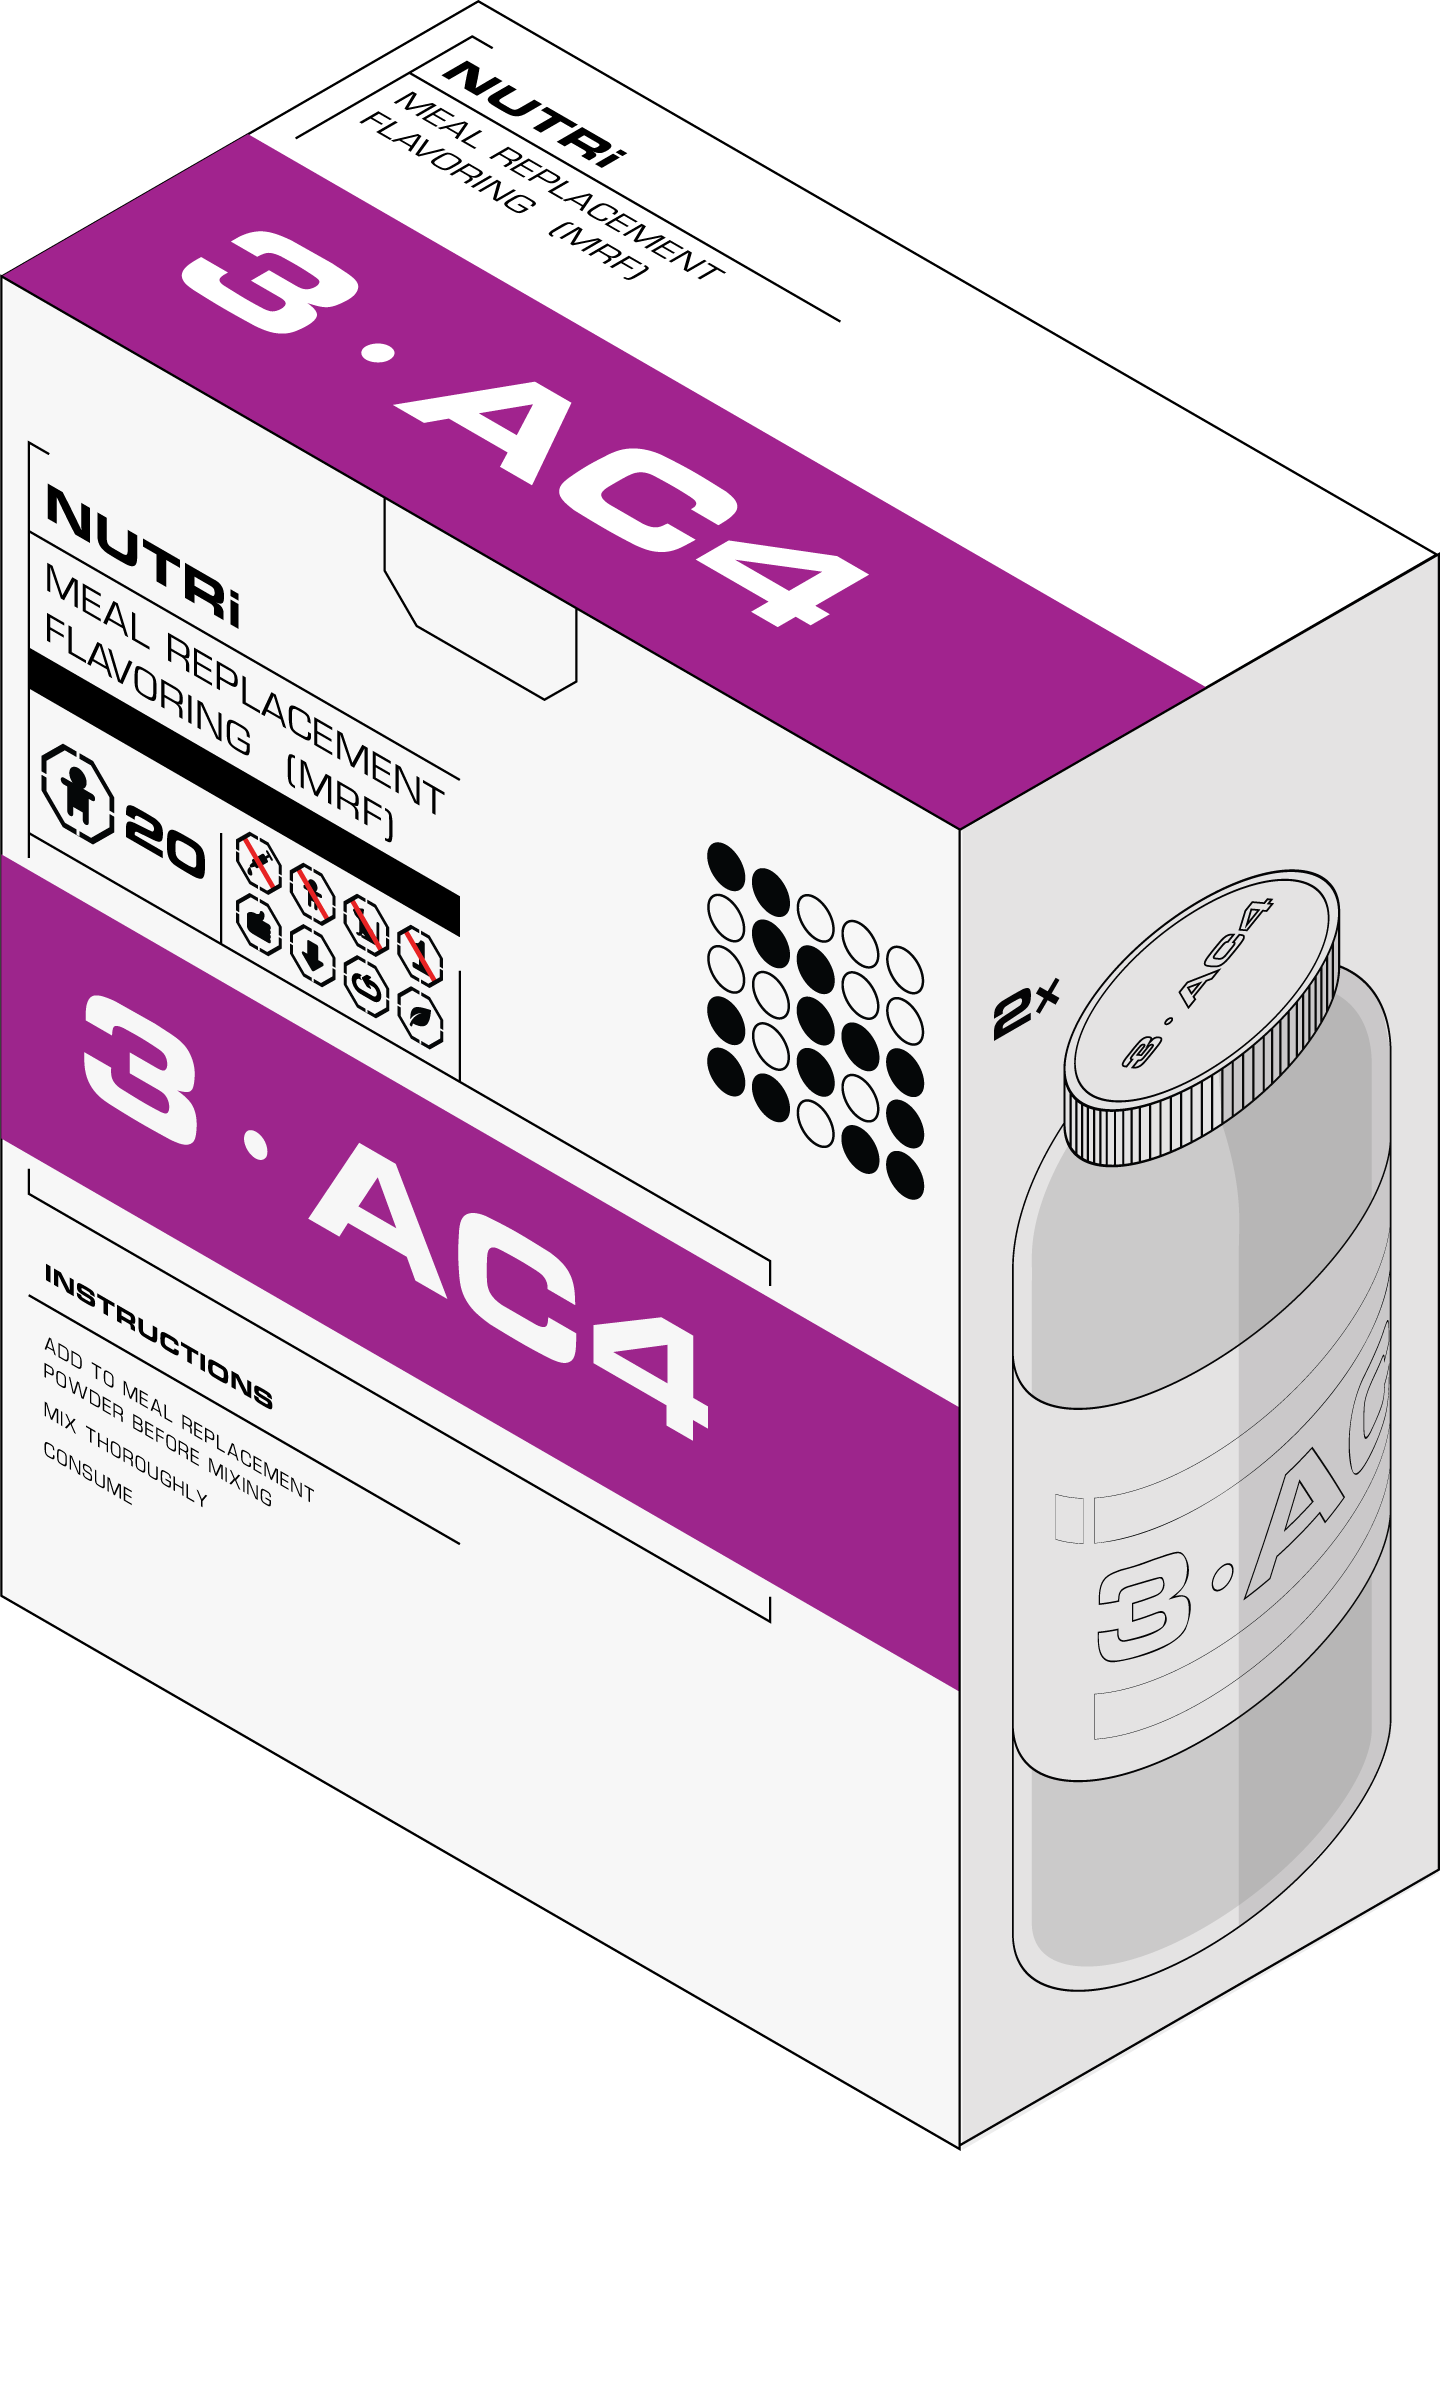 NUTRi
MEAL REPLACEMENT
FLAVORING (MRF)
3·AC4
NUTRi
MEAL REPLACEMENT
FLAVORING (MRF)
20
3·AC4
INSTRUCTIONS
ADD TO MEAL REPLACEMENT
POWDER BEFORE MIXING
MIX THOROUGHLY
CONSUME
2×
3·AC4
3·AC